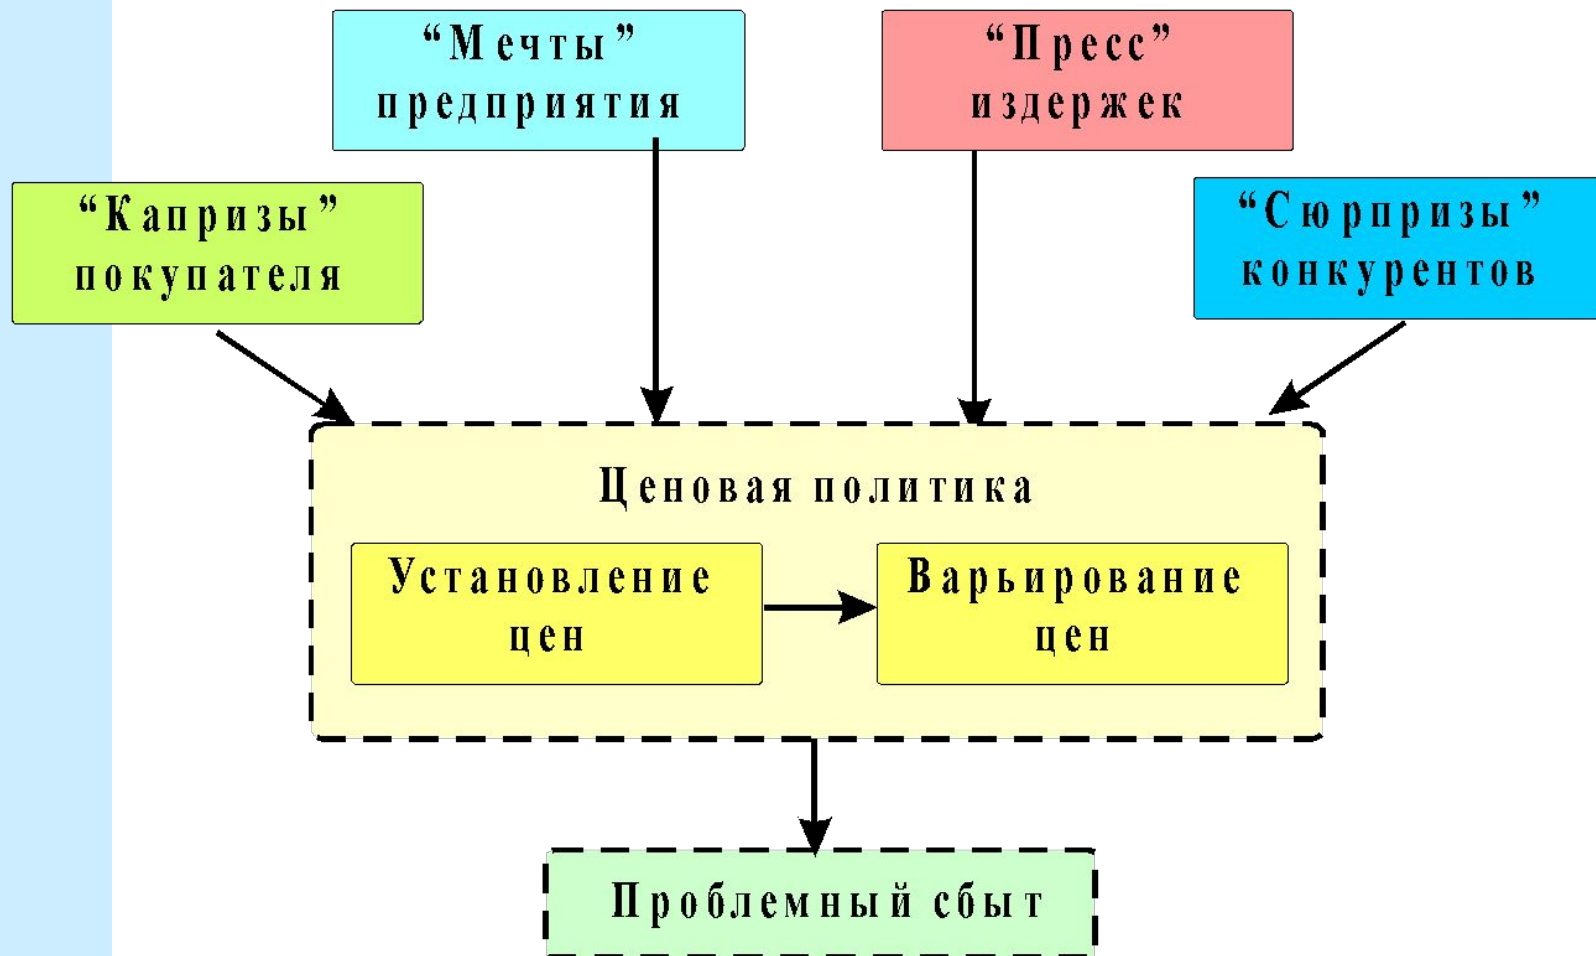 “Мечты”
предприятия
“Пресс”
издержек
“Капризы”
покупателя
“Сюрпризы”
конкурентов
Ценовая политика
Установление
цен
Варьирование
цен
Проблемный сбыт